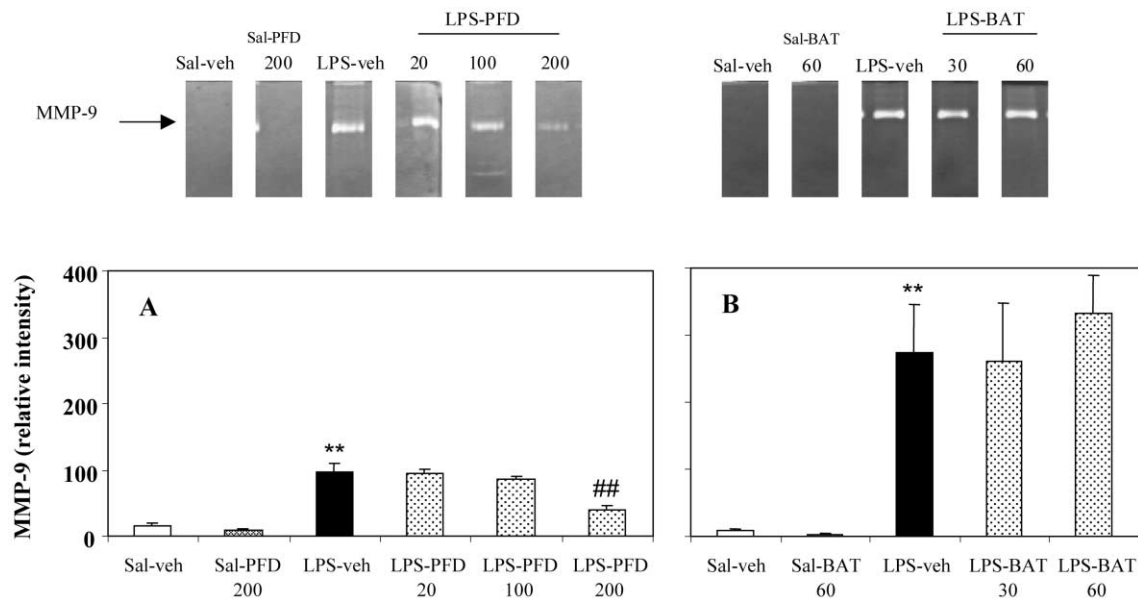 LPS-PFD
LPS-BAT
Sal-PFD
Sal-BAT
Sal-veh 200 LPS-veh 20 100 200
Sal-veh 60 LPS-veh 30 60
MMP-9
MMP-9 (relative intensity)
400
300
200
100
0
A
**
##
Sal-veh Sal-PFD LPS-veh LPS-PFD LPS-PFD LPS-PFD
200 20 100 200
B
**
Sal-veh Sal-BAT LPS-veh LPS-BAT LPS-BAT
60 30 60